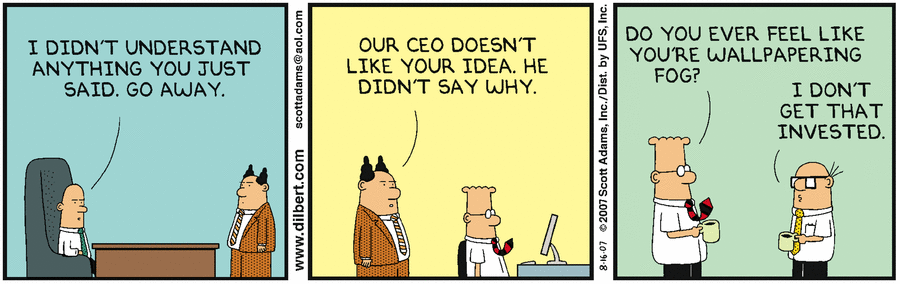 I DIDN'T UNDERSTAND
ANYTHING YOU JUST
SAID. GO AWAY.
www.dilbert.com scottadams@aol.com
OUR CEO DOESN'T
LIKE YOUR IDEA. HE
DIDN'T SAY WHY.
8-16-07 ©2007 Scott Adams, Inc./Dist. by UFS, Inc.
DO YOU EVER FEEL LIKE
YOU'RE WALLPAPERING
FOG?
I DON'T
GET THAT
INVESTED.